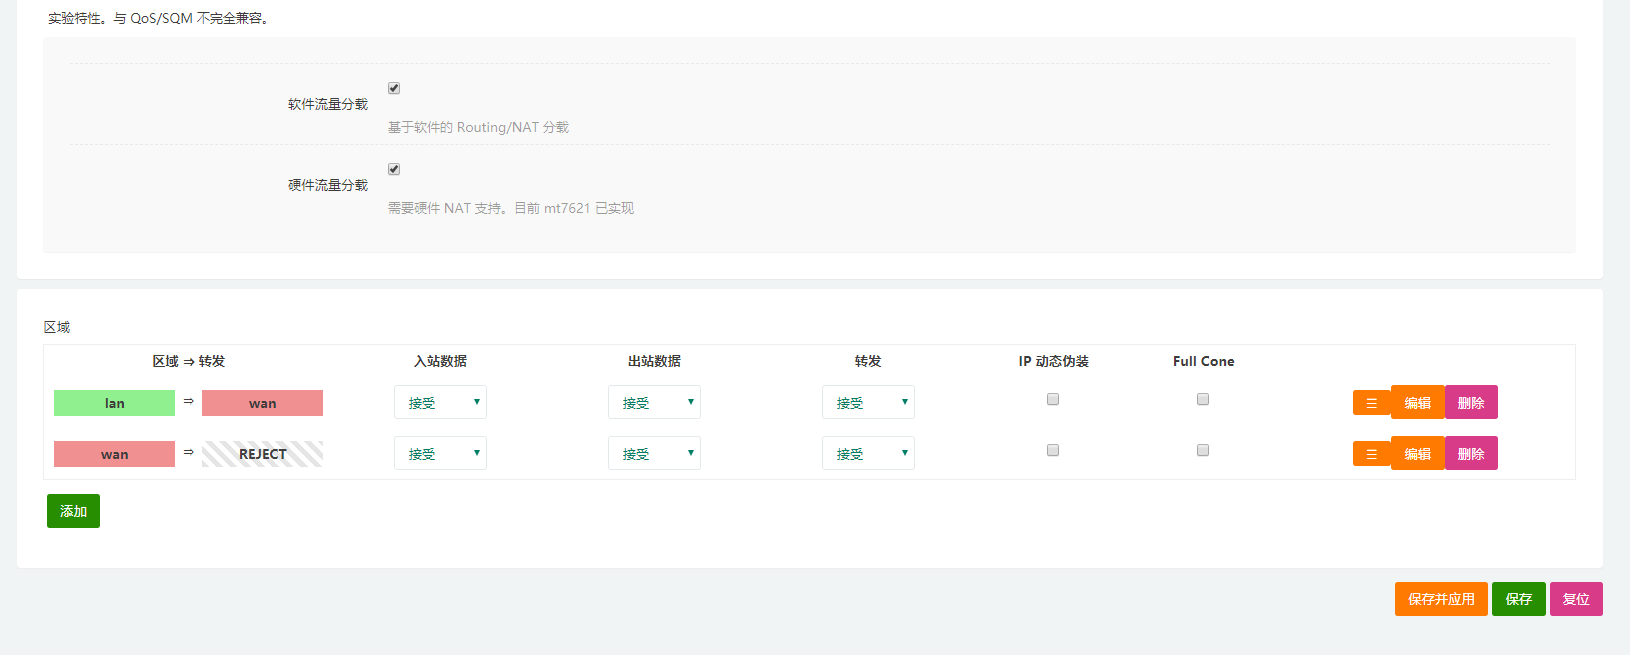 实验特性。与 QoS/SQM 不完全兼容。
软件流量分载
基于软件的 Routing/NAT 分载
硬件流量分载
需要硬件 NAT 支持。目前 mt7621 已实现
区域
区域 ⇒ 转发 入站数据 出站数据 转发 IP 动态伪装 Full Cone
lan ⇒ wan 接受 接受 接受 ☰ 编辑 删除
wan ⇒ REJECT 接受 接受 接受 ☰ 编辑 删除
添加
保存并应用 保存 复位